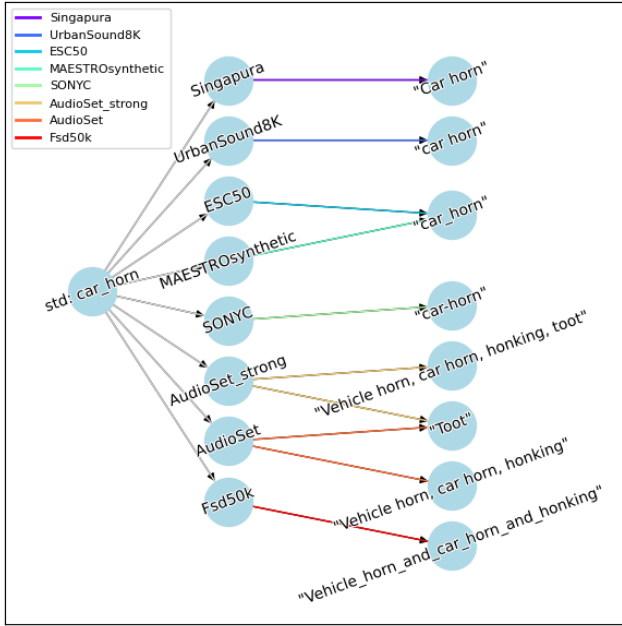 Singapura
UrbanSound8K
ESC50
MAESTROsynthetic
SONYC
AudioSet_strong
AudioSet
Fsd50k
std: car_horn
Singapura
UrbanSound8K
ESC50
MAESTROsynthetic
SONYC
AudioSet_strong
AudioSet
Fsd50k
"Car horn"
"car horn"
"car_horn"
"car-horn"
"Vehicle horn, car horn, honking, toot"
"Toot"
"Vehicle horn, car horn, honking"
"Vehicle_horn_and_car_horn_and_honking"